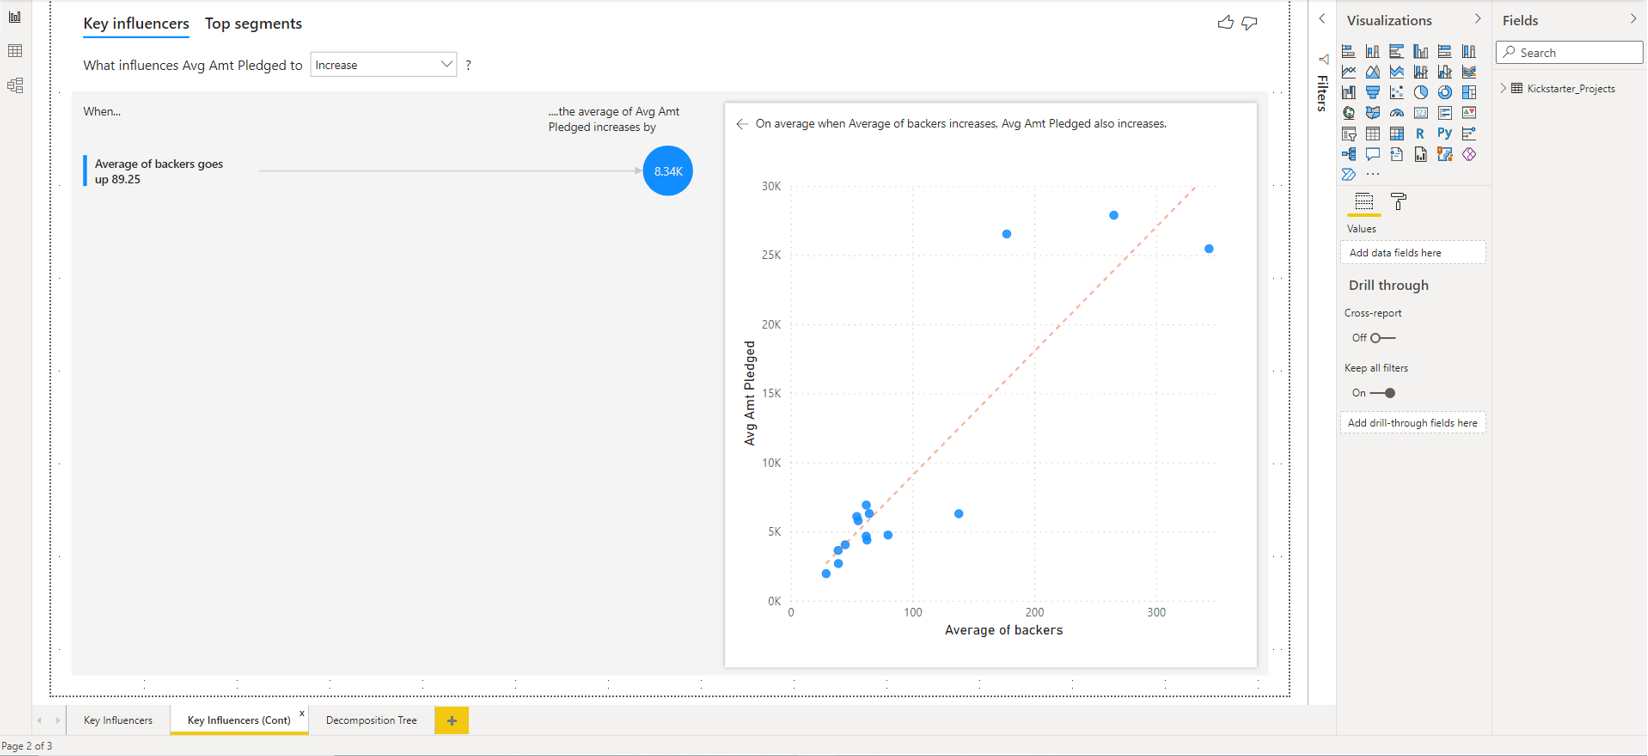 Key influencers
Top segments
What influences Avg Amt Pledged to
Increase
?
When...
....the average of Avg Amt
Pledged increases by
Average of backers goes
up 89.25
8.34K
On average when Average of backers increases, Avg Amt Pledged also increases.
30K
25K
20K
15K
10K
5K
0K
Avg Amt Pledged
0
100
200
300
Average of backers
Filters
Visualizations
R
Py
...
Values
Add data fields here
Drill through
Cross-report
Off
Keep all filters
On
Add drill-through fields here
Fields
Search
Kickstarter_Projects
Key Influencers
Key Influencers (Cont)
x
Decomposition Tree
+
Page 2 of 3